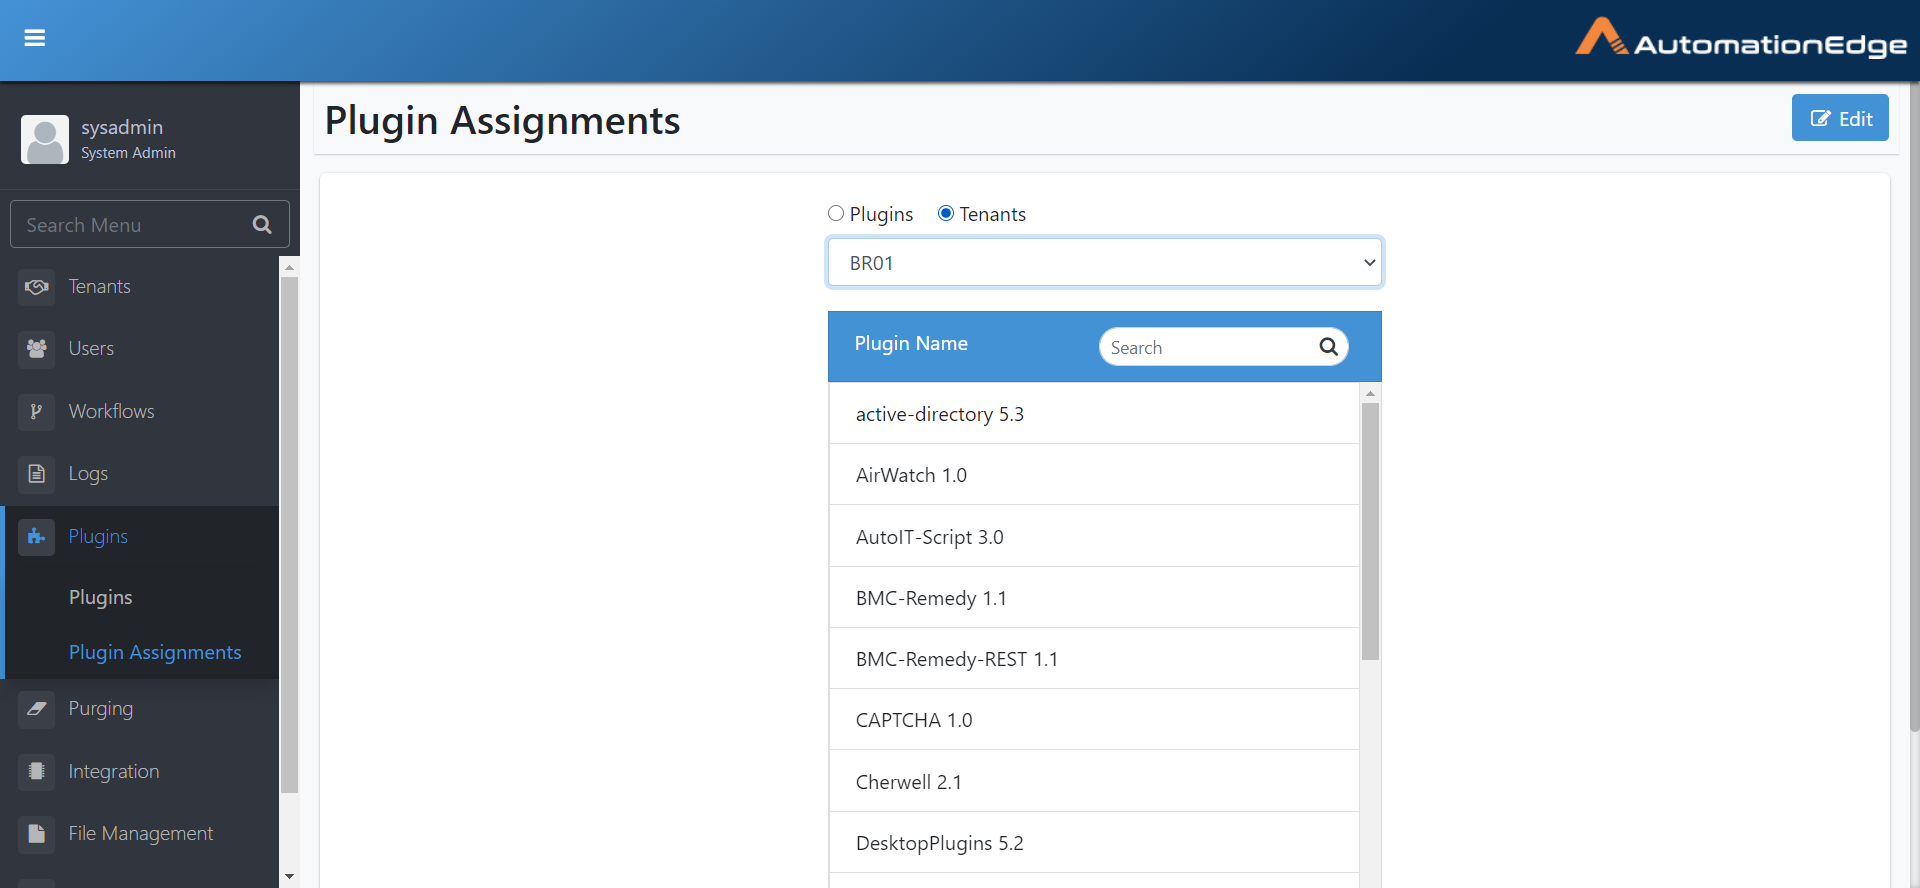 AutomationEdge
sysadmin
System Admin
Search Menu
Tenants
Users
Workflows
Logs
Plugins
Plugins
Plugin Assignments
Purging
Integration
File Management
Plugin Assignments
Edit
Plugins Tenants
BR01
Plugin Name Search
active-directory 5.3
AirWatch 1.0
AutoIT-Script 3.0
BMC-Remedy 1.1
BMC-Remedy-REST 1.1
CAPTCHA 1.0
Cherwell 2.1
DesktopPlugins 5.2